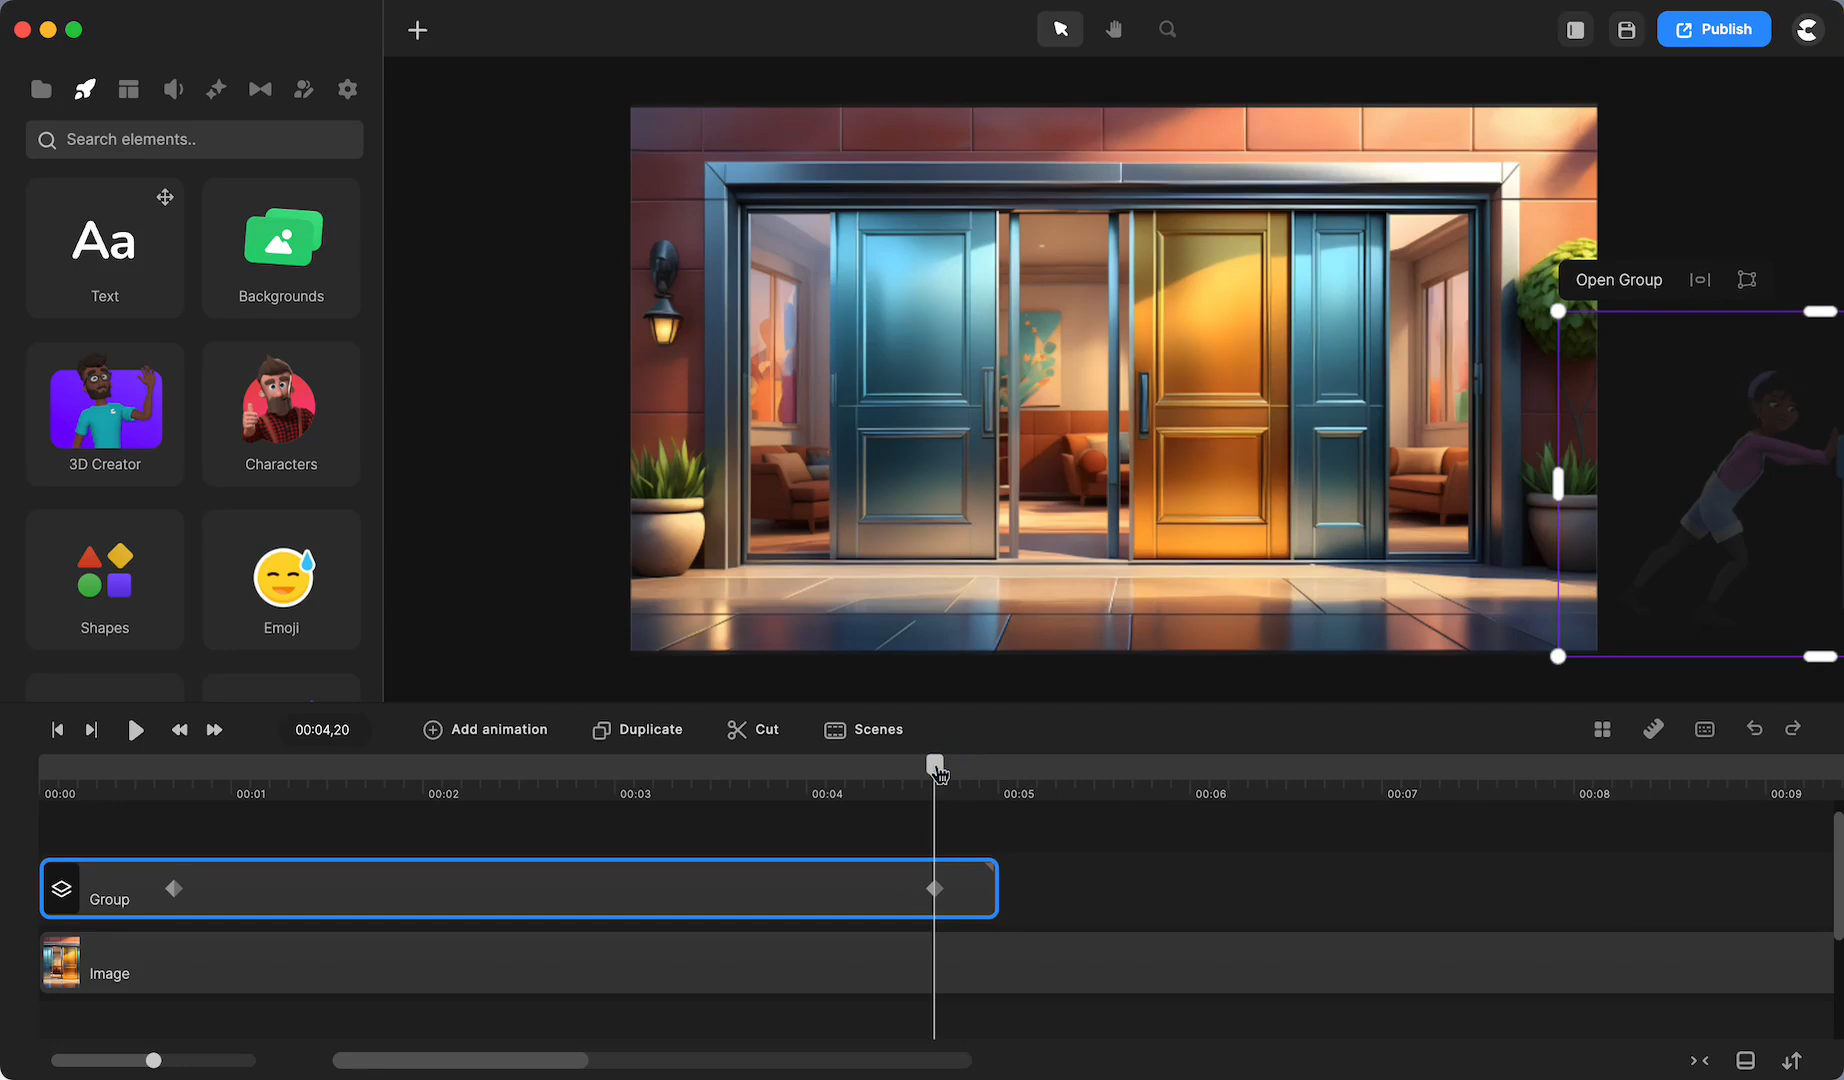 Publish
Search elements..
Aa
Text
Backgrounds
3D Creator
Characters
Shapes
Emoji
Open Group
00:04,20
Add animation
Duplicate
Cut
Scenes
00:00
00:01
00:02
00:03
00:04
00:05
00:06
00:07
00:08
00:09
Group
Image